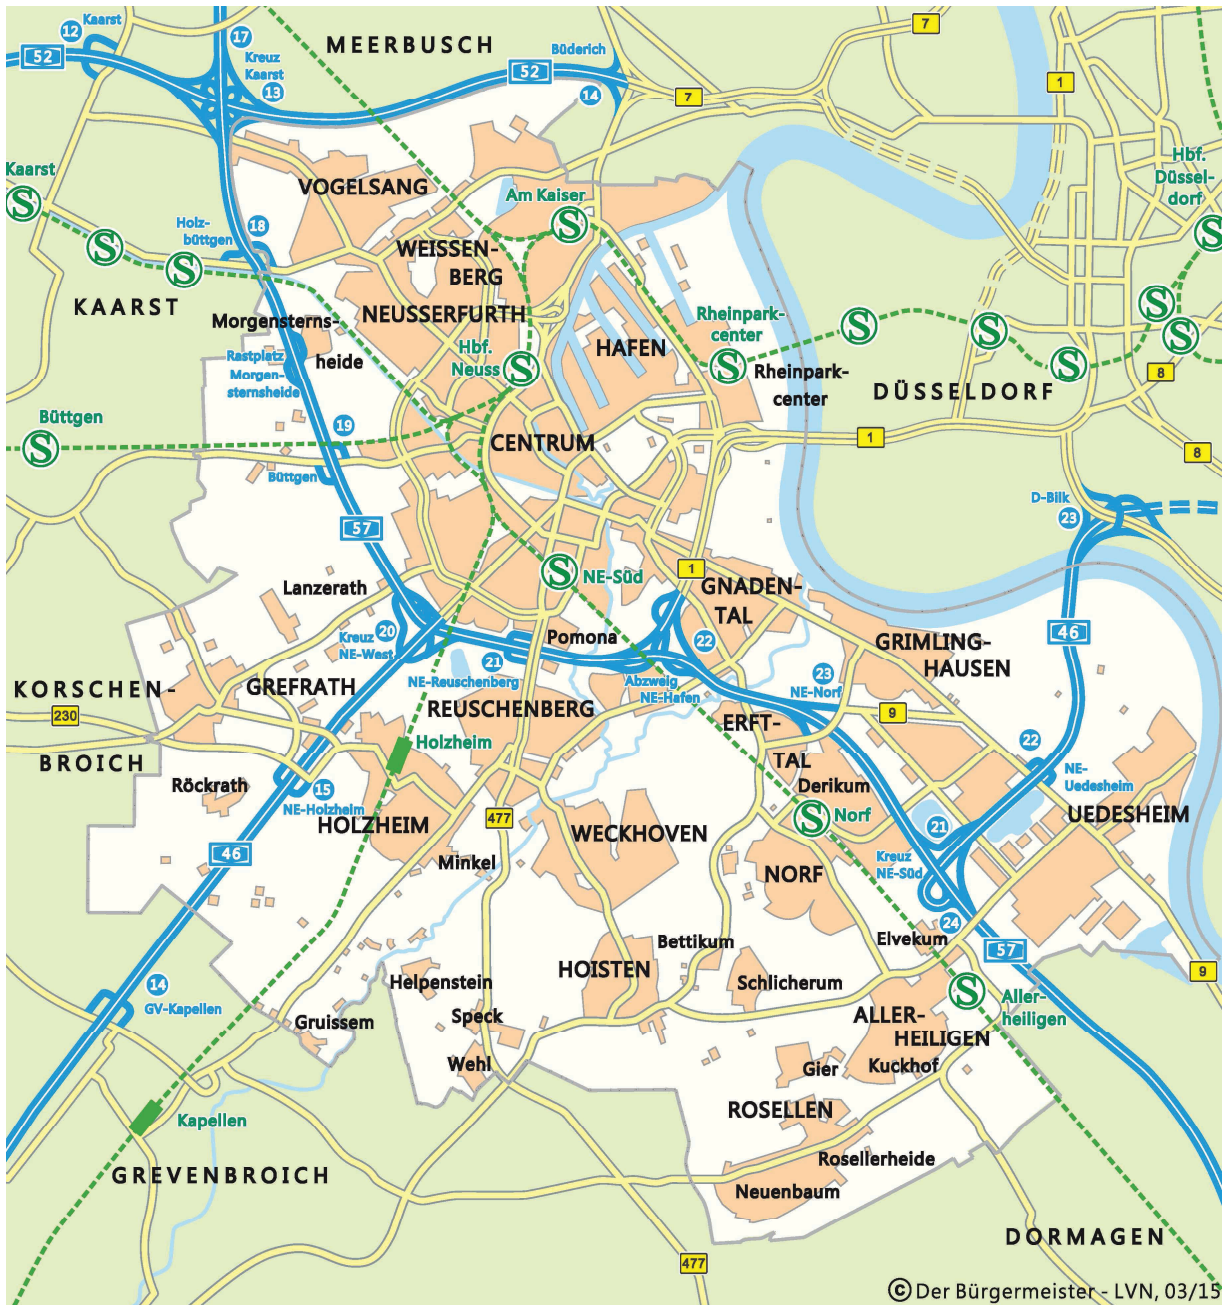 12
Kaarst
52
17
Kreuz
Kaarst
13
MEERBUSCH
52
Büderich
14
7
7
1
Kaarst
S
S
S
Holz-
büttgen
18
VOGELSANG
Am Kaiser
S
Hbf.
Düssel-
dorf
S
WEISSEN-
BERG
KAARST
NEUSSERFURTH
Morgensterns-
heide
Rastplatz
Morgen-
sternsheide
Hbf.
Neuss
S
HAFEN
Rheinpark-
center
S
Rheinpark-
center
S
S
S
S
S
8
DÜSSELDORF
Büttgen
S
19
Büttgen
CENTRUM
1
8
D-Bilk
23
57
S
NE-Süd
1
GNADEN-
TAL
Lanzerath
Kreuz
NE-West
20
Pomona
21
NE-Reuschenberg
22
Abzweig
NE-Hafen
46
GRIMLING-
HAUSEN
23
NE-Norf
9
KORSCHEN-
230
BROICH
GREFRATH
REUSCHENBERG
Holzheim
ERFT-
TAL
Derikum
22
NE-
Uedesheim
UEDESHEIM
Röckrath
15
NE-Holzheim
HOLZHEIM
477
WECKHOVEN
S
Norf
21
Kreuz
NE-Süd
46
Minkel
NORF
24
Elvekum
57
Bettikum
9
HOISTEN
Schlicherum
S
Aller-
heiligen
14
GV-Kapellen
Helpenstein
Gruissem
Speck
Wehl
ALLER-
HEILIGEN
Gier
Kuckhof
ROSELLEN
Kapellen
GREVENBROICH
Rosellerheide
Neuenbaum
DORMAGEN
477
© Der Bürgermeister - LVN, 03/15